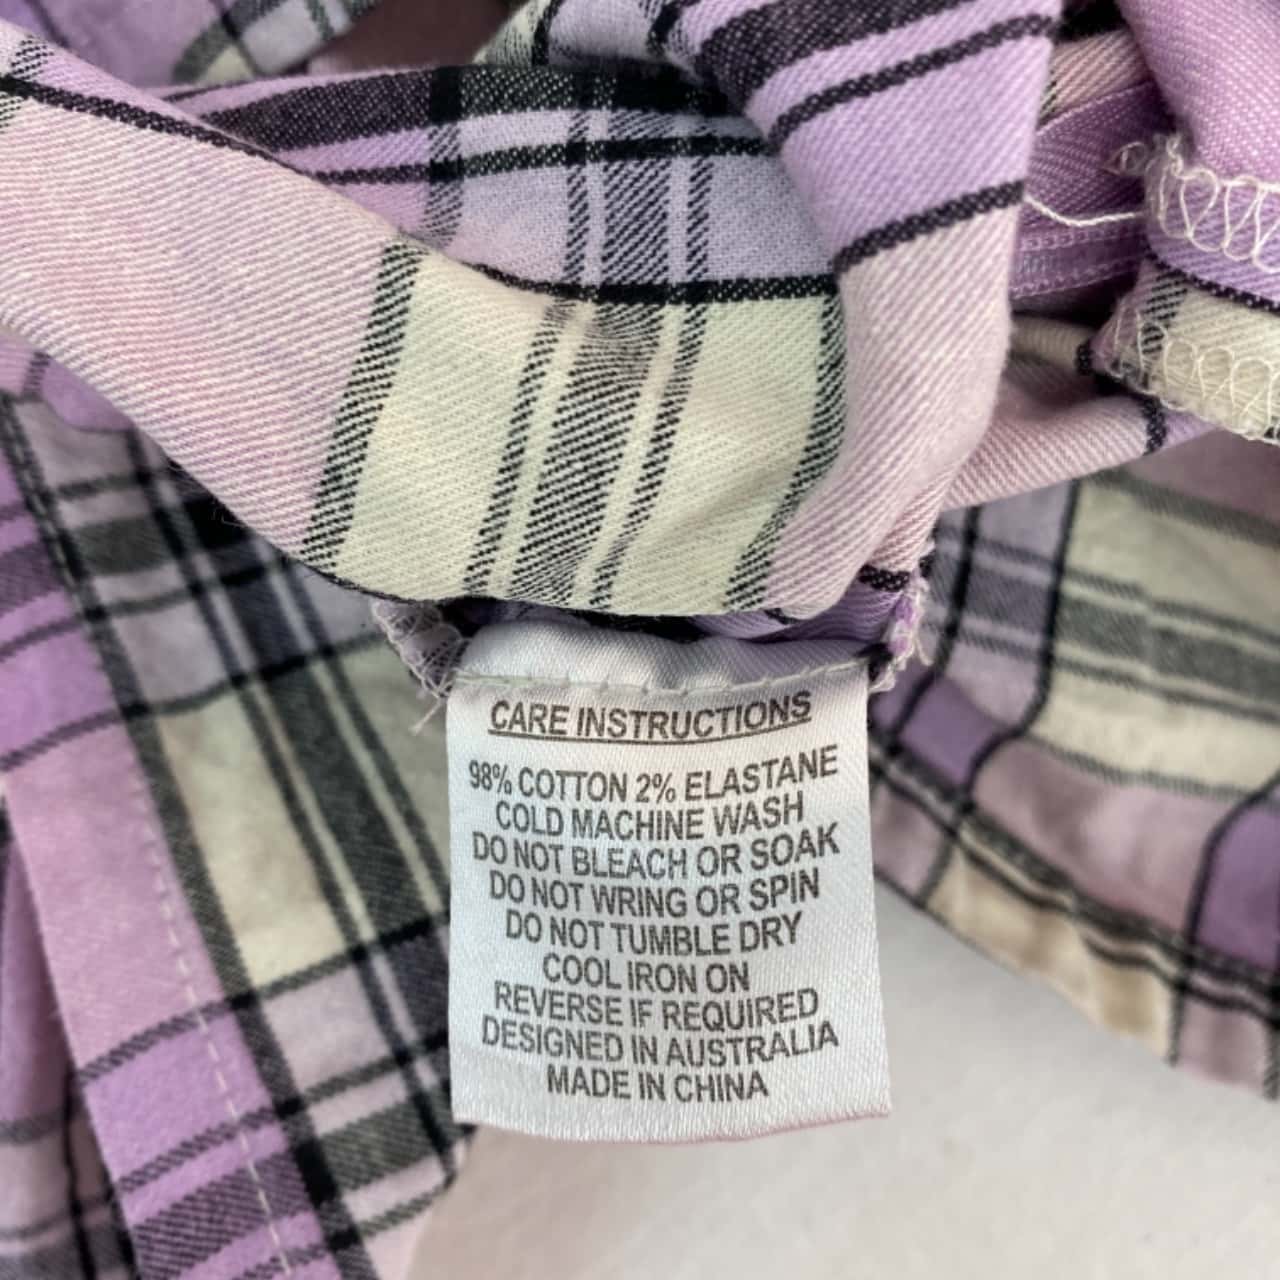 CARE INSTRUCTIONS
98% COTTON 2% ELASTANE
COLD MACHINE WASH
DO NOT BLEACH OR SOAK
DO NOT WRING OR SPIN
DO NOT TUMBLE DRY
COOL IRON ON
REVERSE IF REQUIRED
DESIGNED IN AUSTRALIA
MADE IN CHINA